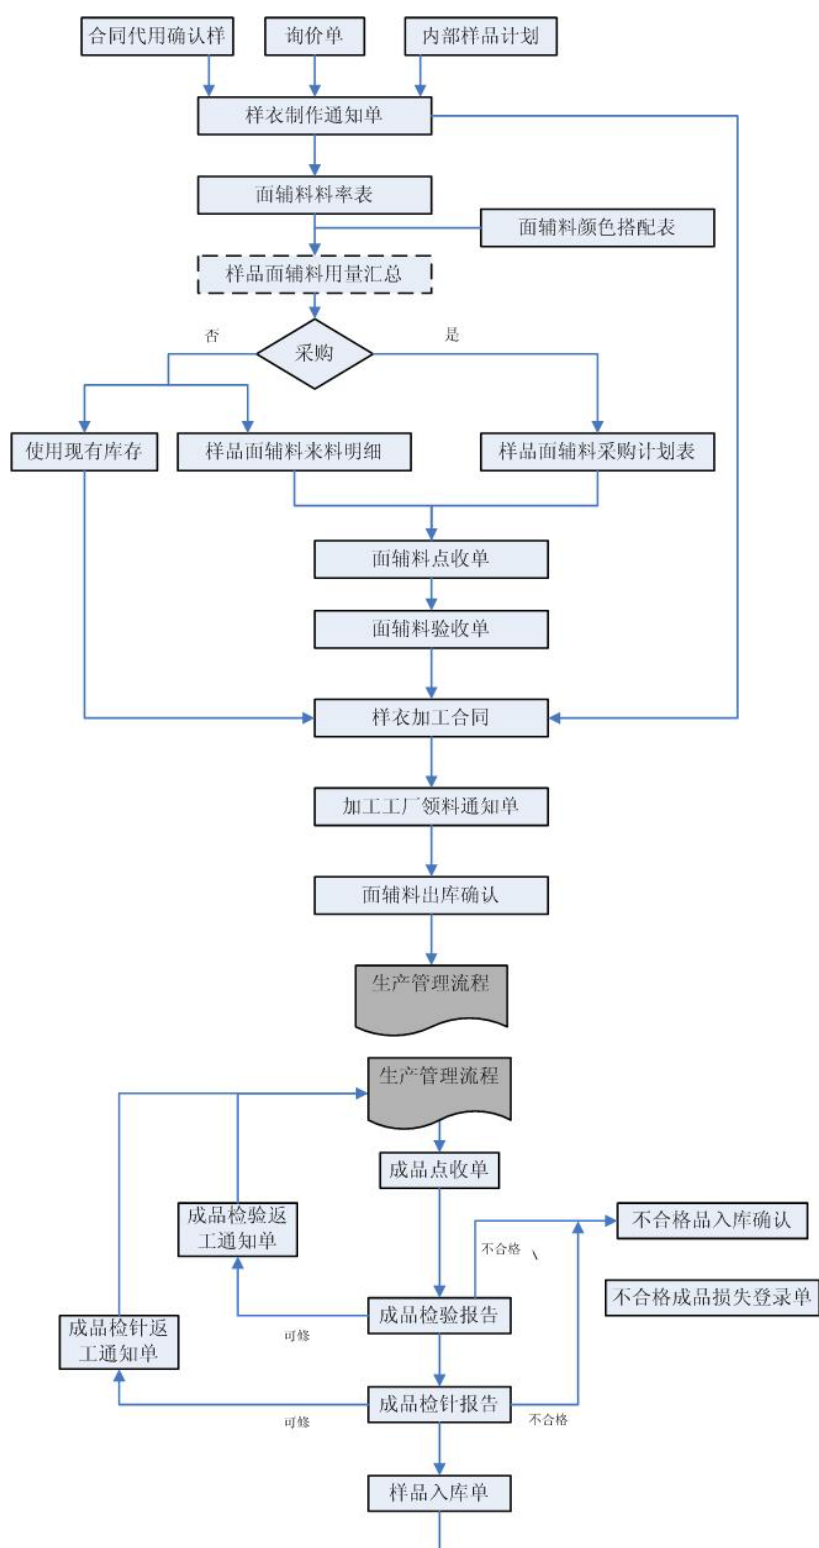 合同代用确认样
询价单
内部样品计划
样衣制作通知单
面辅料料率表
面辅料颜色搭配表
样品面辅料用量汇总
否
采购
是
使用现有库存
样品面辅料来料明细
样品面辅料采购计划表
面辅料点收单
面辅料验收单
样衣加工合同
加工工厂领料通知单
面辅料出库确认
生产管理流程
生产管理流程
成品点收单
成品检验返
工通知单
不合格品入库确认
不合格
\
不合格成品损失登录单
成品检验报告
可修
成品检针返
工通知单
成品检针报告
可修
不合格
样品入库单